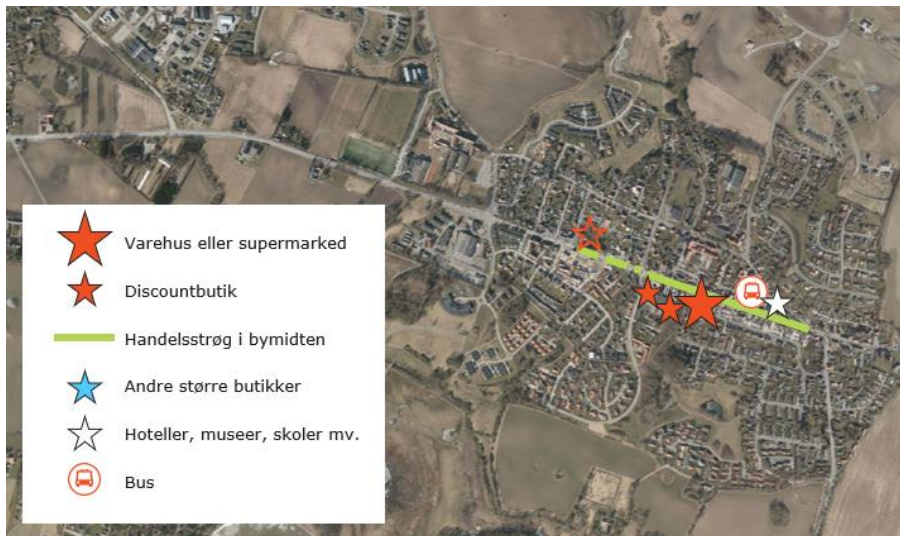 Varehus eller supermarked
Discountbutik
Handelsstrøg i bymidten
Andre større butikker
Hoteller, museer, skoler mv.
Bus